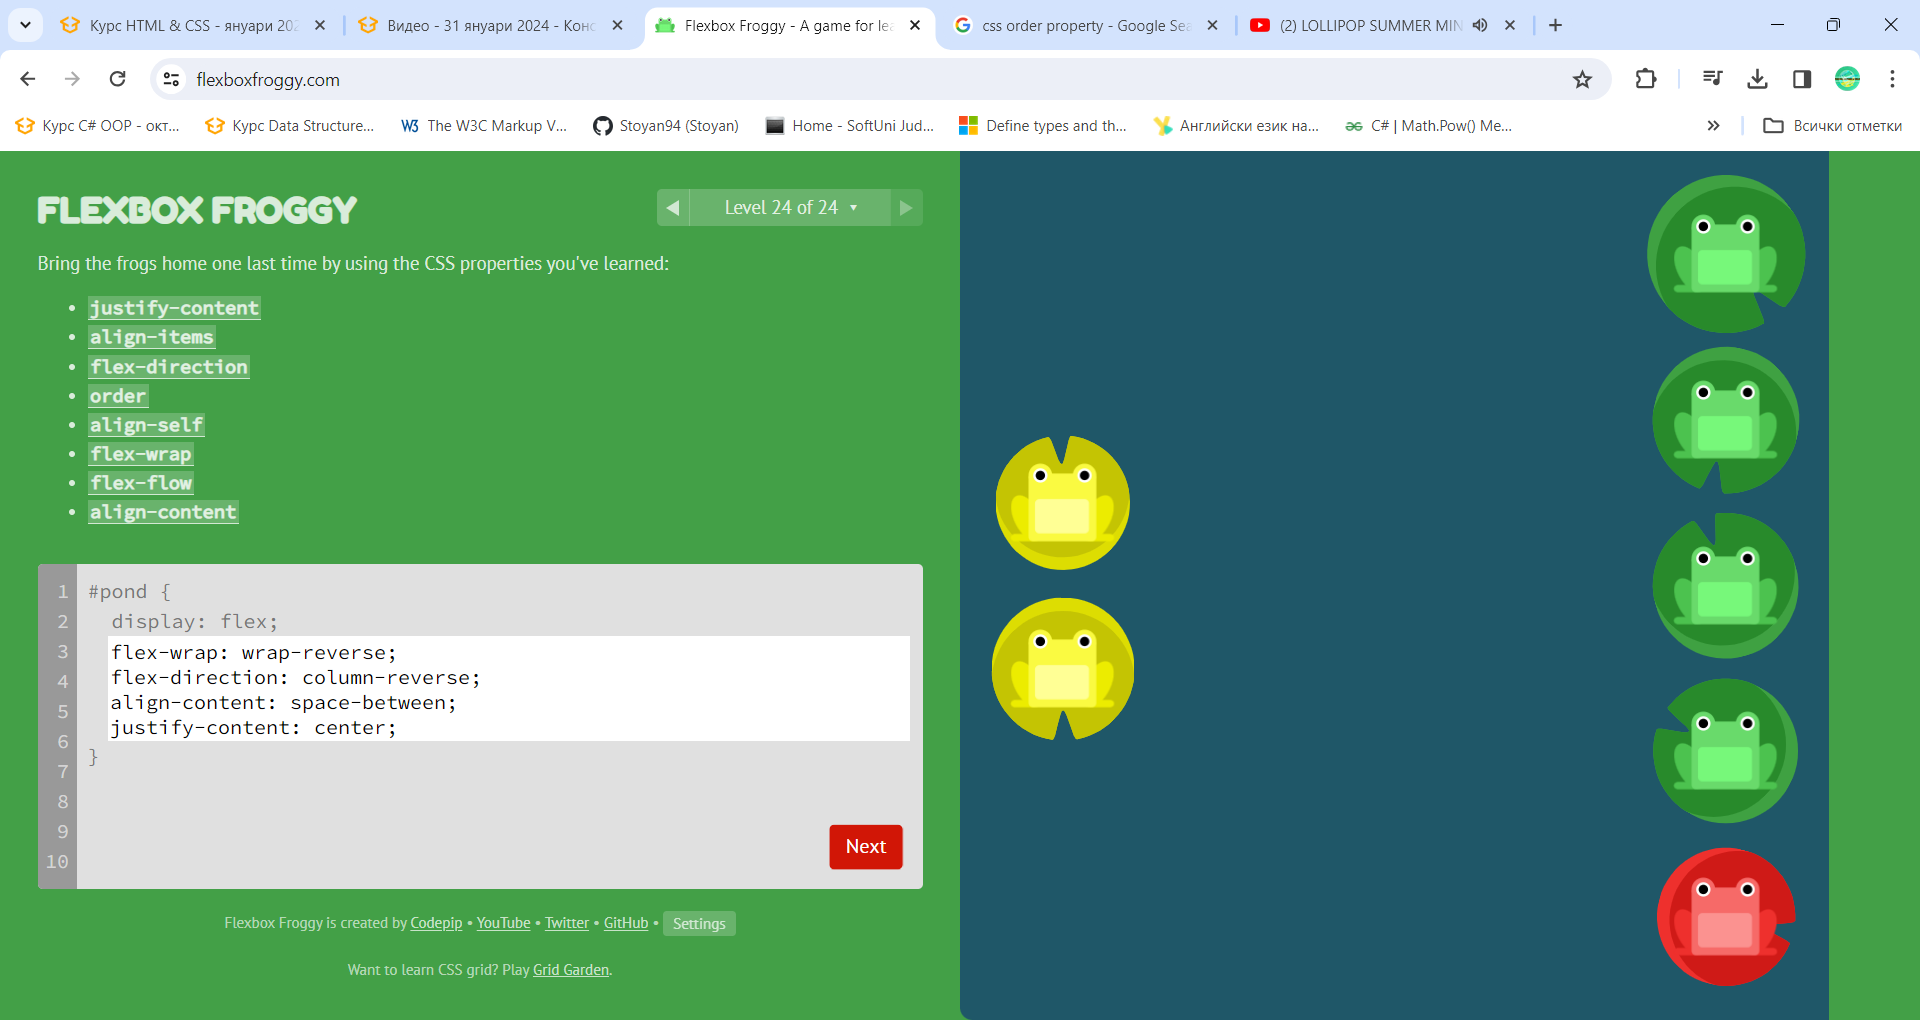 Курс HTML & CSS - януари 202
Видео - 31 януари 2024 - Конс
Flexbox Froggy - A game for lea
css order property - Google Sea
(2) LOLLIPOP SUMMER MIN
flexboxfroggy.com
Курс C# OOP - окт...
Курс Data Structure...
The W3C Markup V...
Stoyan94 (Stoyan)
Home - SoftUni Jud...
Define types and th...
Английски език на...
C# | Math.Pow() Me...
Всички отметки
FLEXBOX FROGGY
Level 24 of 24
Bring the frogs home one last time by using the CSS properties you've learned:
justify-content
align-items
flex-direction
order
align-self
flex-wrap
flex-flow
align-content
1 #pond {
2 display: flex;
3 flex-wrap: wrap-reverse;
4 flex-direction: column-reverse;
5 align-content: space-between;
6 justify-content: center;
7 }
8
9
10
Next
Flexbox Froggy is created by Codepip • YouTube • Twitter • GitHub • Settings
Want to learn CSS grid? Play Grid Garden.